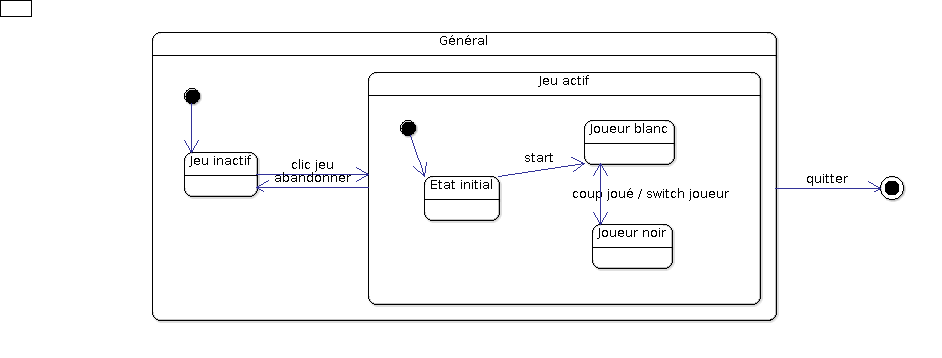 Général
Jeu actif
Joueur blanc
Jeu inactif
clic jeu
start
abandonner
Etat initial
quitter
coup joué / switch joueur
Joueur noir